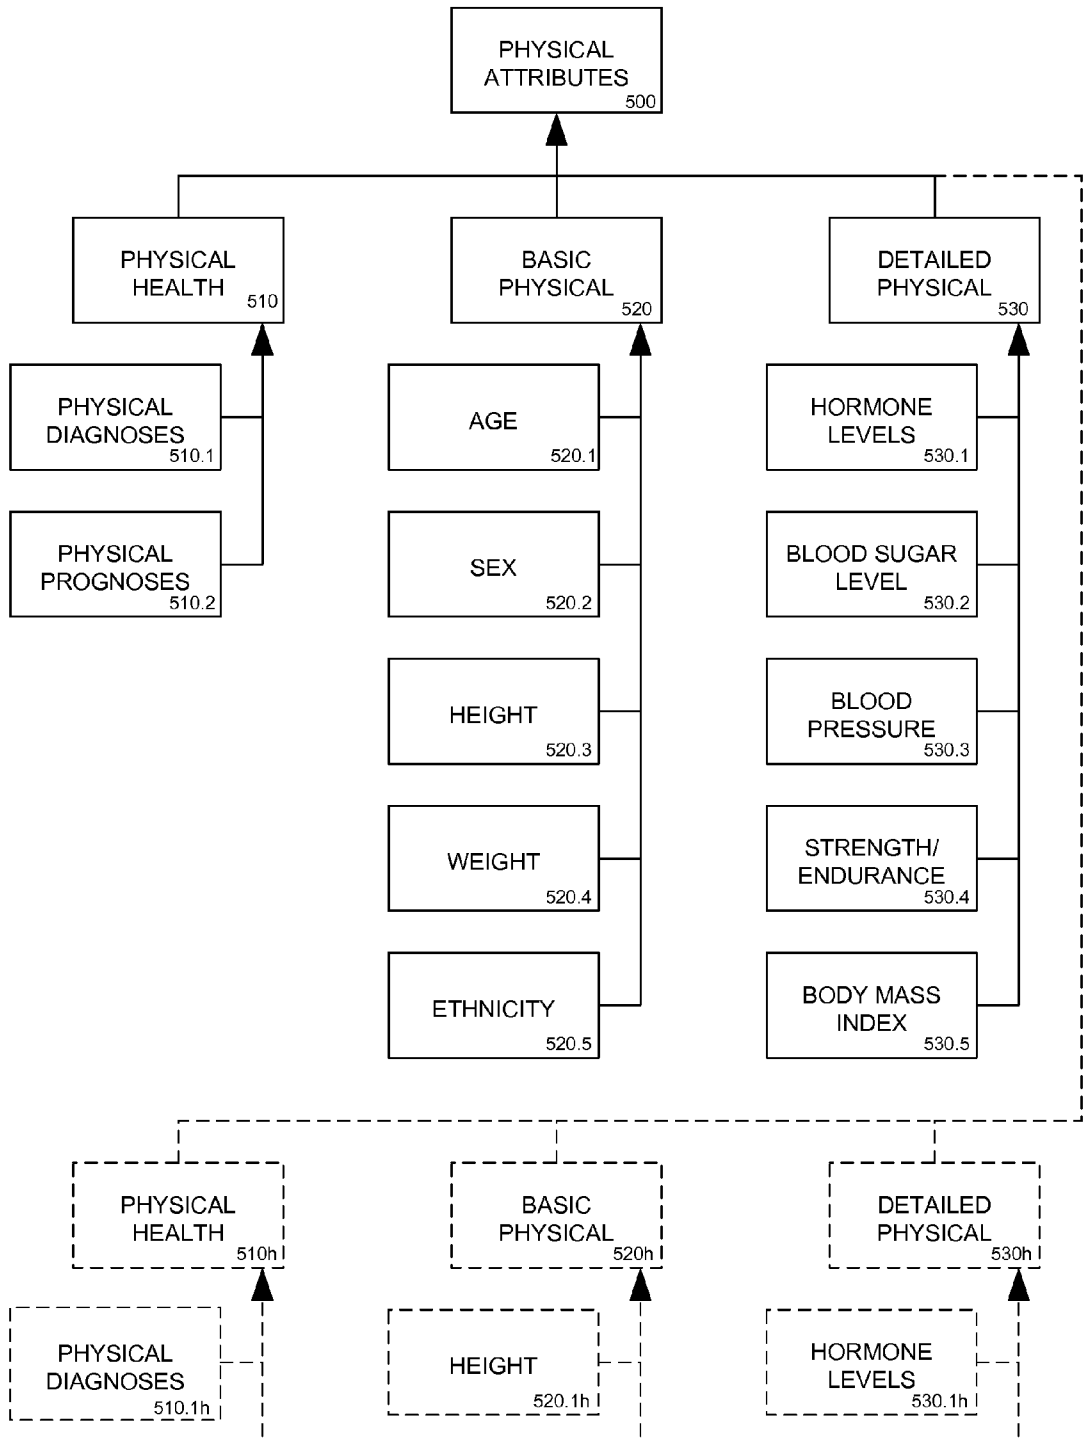 PHYSICAL
ATTRIBUTES
500
PHYSICAL
HEALTH
510
BASIC
PHYSICAL
520
DETAILED
PHYSICAL
530
PHYSICAL
DIAGNOSES
510.1
AGE
520.1
HORMONE
LEVELS
530.1
PHYSICAL
PROGNOSES
510.2
SEX
520.2
BLOOD SUGAR
LEVEL
530.2
HEIGHT
520.3
BLOOD
PRESSURE
530.3
WEIGHT
520.4
STRENGTH/
ENDURANCE
530.4
ETHNICITY
520.5
BODY MASS
INDEX
530.5
PHYSICAL
HEALTH
510h
BASIC
PHYSICAL
520h
DETAILED
PHYSICAL
530h
PHYSICAL
DIAGNOSES
510.1h
HEIGHT
520.1h
HORMONE
LEVELS
530.1h